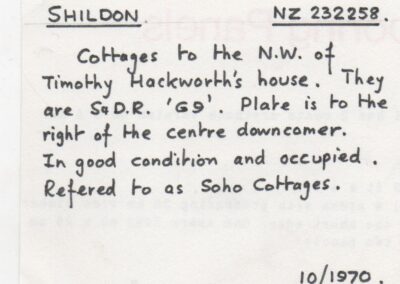 SHILDON. NZ 232258.
Cottages to the N.W. of
Timothy Hackworth's house. They
are S&D.R. 'G9'. Plate is to the
right of the centre downcomer.
In good condition and occupied.
Refered to as Soho Cottages.
10/1970.